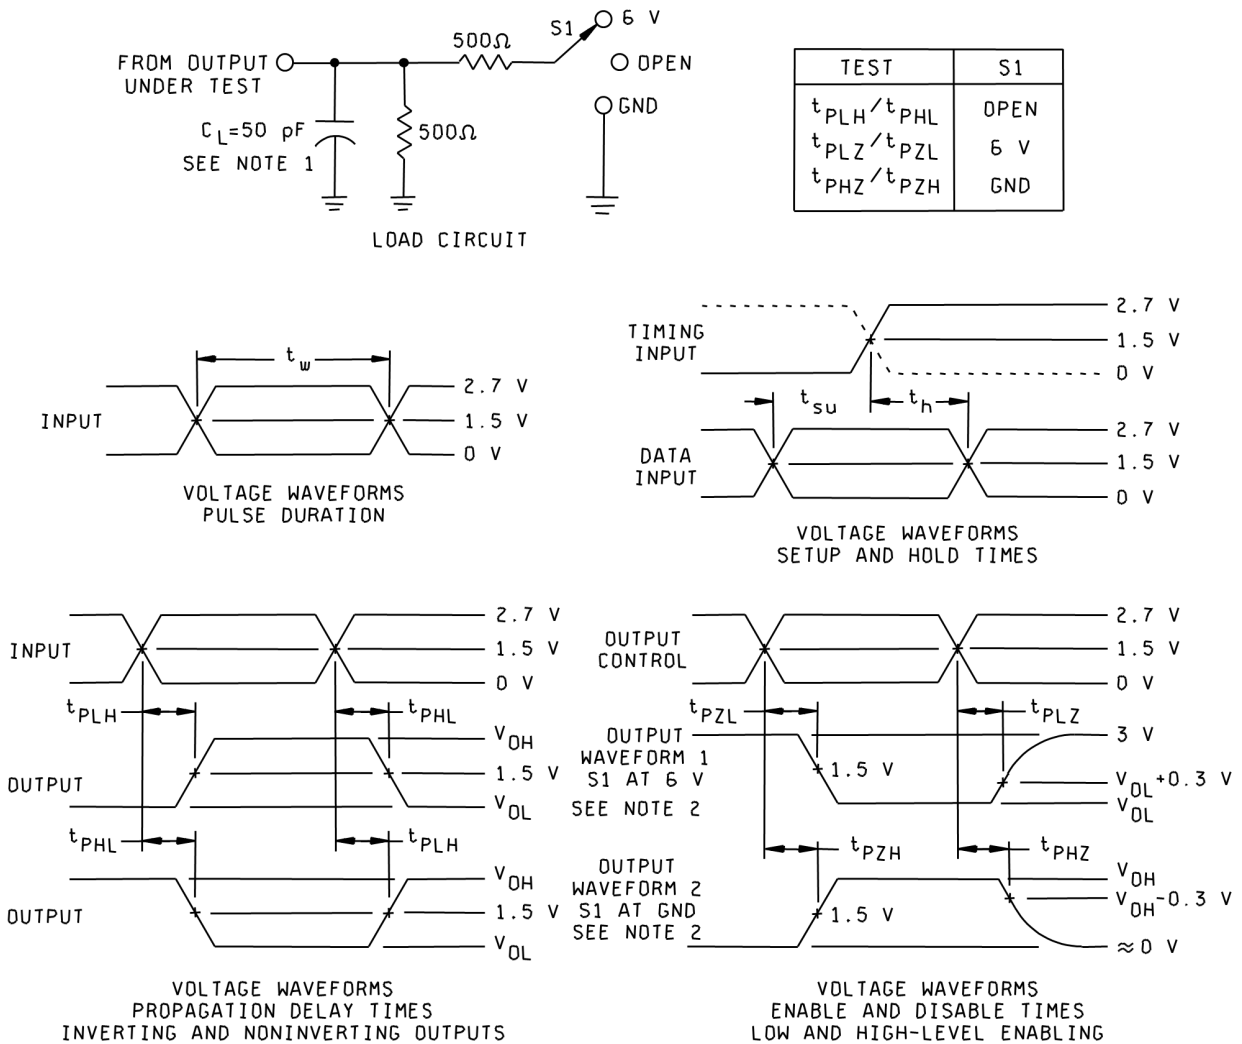 S1
6 V
500Ω
FROM OUTPUT
UNDER TEST
OPEN
GND
C_L=50 pF
SEE NOTE 1
500Ω
LOAD CIRCUIT
TEST S1
t_PLH/t_PHL OPEN
t_PLZ/t_PZL 6 V
t_PHZ/t_PZH GND
t_w
INPUT
2.7 V
1.5 V
0 V
VOLTAGE WAVEFORMS
PULSE DURATION
TIMING
INPUT
2.7 V
1.5 V
0 V
t_su
t_h
DATA
INPUT
2.7 V
1.5 V
0 V
VOLTAGE WAVEFORMS
SETUP AND HOLD TIMES
INPUT
2.7 V
1.5 V
0 V
t_PLH
t_PHL
OUTPUT
V_OH
1.5 V
V_OL
t_PHL
t_PLH
OUTPUT
V_OH
1.5 V
V_OL
VOLTAGE WAVEFORMS
PROPAGATION DELAY TIMES
INVERTING AND NONINVERTING OUTPUTS
OUTPUT
CONTROL
2.7 V
1.5 V
0 V
t_PZL
t_PLZ
OUTPUT
WAVEFORM 1
S1 AT 6 V
SEE NOTE 2
1.5 V
3 V
V_OL+0.3 V
V_OL
t_PZH
t_PHZ
OUTPUT
WAVEFORM 2
S1 AT GND
SEE NOTE 2
1.5 V
V_OH
V_OH-0.3 V
≈0 V
VOLTAGE WAVEFORMS
ENABLE AND DISABLE TIMES
LOW AND HIGH-LEVEL ENABLING